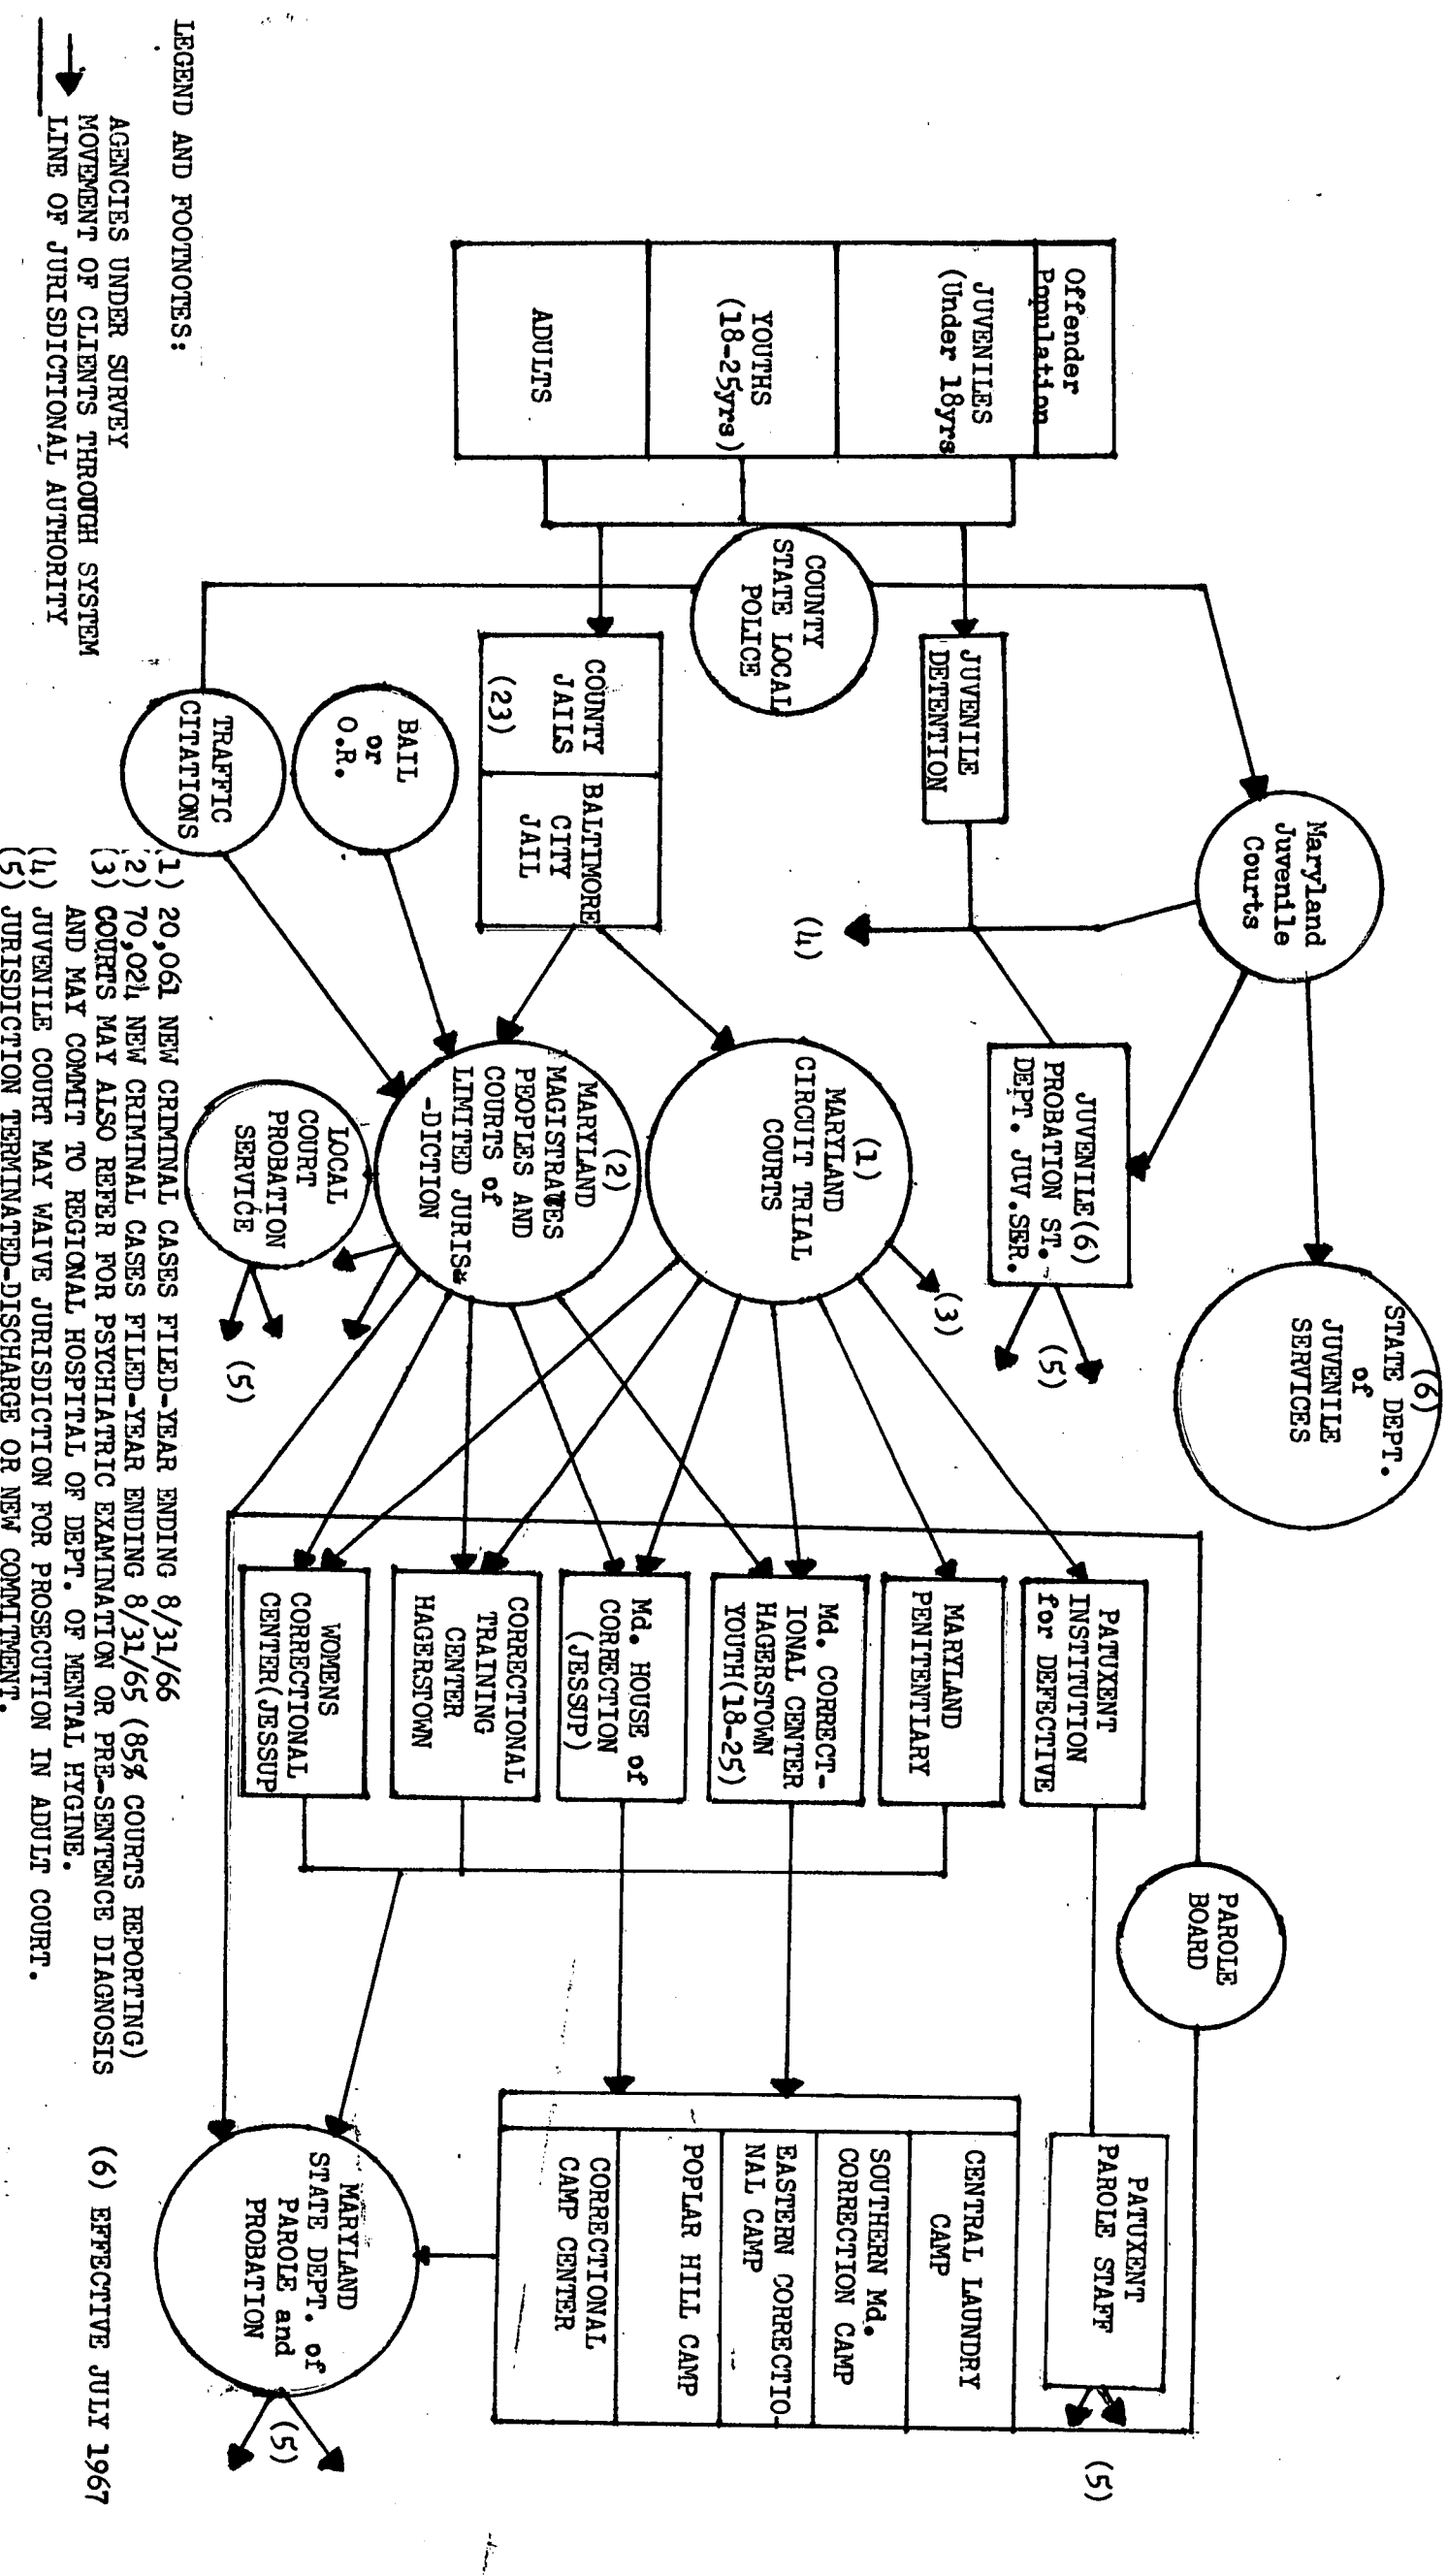 Offender
Population
JUVENILES
(Under 18yrs
YOUTHS
(18-25yrs)
ADULTS
COUNTY
STATE LOCAL
POLICE
JUVENILE
DETENTION
COUNTY
JAILS
(23)
BALTIMORE
CITY
JAIL
BAIL
or
O.R.
TRAFFIC
CITATIONS
Maryland
Juvenile
Courts
(4)
(6)
STATE DEPT.
of
JUVENILE
SERVICES
JUVENILE(6)
PROBATION ST.
DEPT. JUV.SER.
(5)
(1)
MARYLAND
CIRCUIT TRIAL
COURTS
(3)
(2)
MARYLAND
MAGISTRATES
PEOPLES AND
COURTS of
LIMITED JURIS-
-DICTION
LOCAL
COURT
PROBATION
SERVICE
(5)
PATUXENT
INSTITUTION
for DEFECTIVE
MARYLAND
PENITENTIARY
Md. CORRECT-
IONAL CENTER
HAGERSTOWN
YOUTH(18-25)
Md. HOUSE of
CORRECTION
(JESSUP)
CORRECTIONAL
TRAINING
CENTER
HAGERSTOWN
WOMENS
CORRECTIONAL
CENTER(JESSUP
PAROLE
BOARD
PATUXENT
PAROLE STAFF
(5)
CENTRAL LAUNDRY
CAMP
SOUTHERN Md.
CORRECTION CAMP
EASTERN CORRECTIO-
NAL CAMP
POPLAR HILL CAMP
CORRECTIONAL
CAMP CENTER
MARYLAND
STATE DEPT. of
PAROLE and
PROBATION
(5)
LEGEND AND FOOTNOTES:
AGENCIES UNDER SURVEY
MOVEMENT OF CLIENTS THROUGH SYSTEM
LINE OF JURISDICTIONAL AUTHORITY
(1) 20,061 NEW CRIMINAL CASES FILED-YEAR ENDING 8/31/66
(2) 70,024 NEW CRIMINAL CASES FILED-YEAR ENDING 8/31/65 (85% COURTS REPORTING)
(3) COURTS MAY ALSO REFER FOR PSYCHIATRIC EXAMINATION OR PRE-SENTENCE DIAGNOSIS
AND MAY COMMIT TO REGIONAL HOSPITAL OF DEPT. OF MENTAL HYGINE.
(4) JUVENILE COURT MAY WAIVE JURISDICTION FOR PROSECUTION IN ADULT COURT.
(5) JURISDICTION TERMINATED-DISCHARGE OR NEW COMMITMENT.
(6) EFFECTIVE JULY 1967